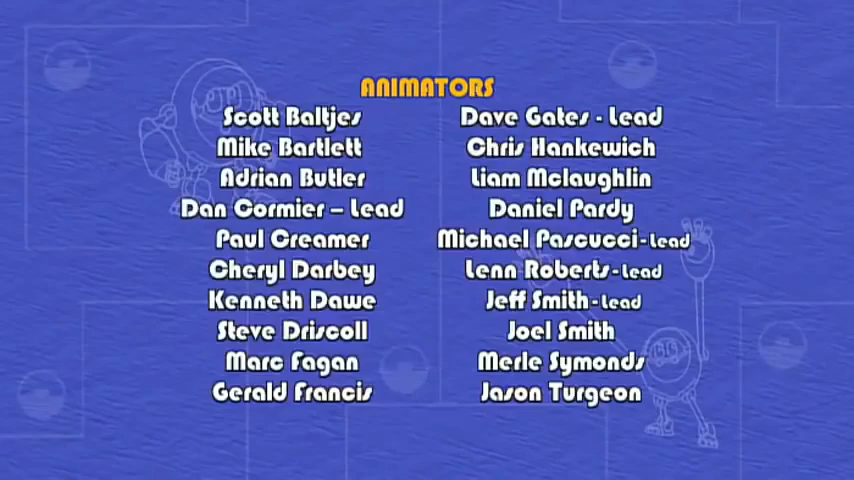 ANIMATORS
Scott Baltjes
Mike Bartlett
Adrian Butler
Dan Cormier – Lead
Paul Creamer
Cheryl Darbey
Kenneth Dawe
Steve Driscoll
Marc Fagan
Gerald Francis
Dave Gates - Lead
Chris Hankewich
Liam Mclaughlin
Daniel Pardy
Michael Pascucci - Lead
Lenn Roberts - Lead
Jeff Smith - Lead
Joel Smith
Merle Symonds
Jason Turgeon